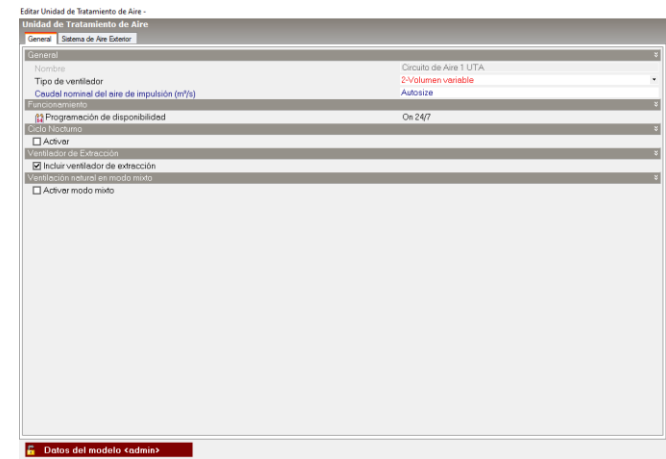 Editar Unidad de Tratamiento de Aire -
Unidad de Tratamiento de Aire
General Sistema de Aire Exterior
General
Nombre Circuito de Aire 1 UTA
Tipo de ventilador 2-Volumen variable
Caudal nominal del aire de impulsión (m³/s) Autosize
Funcionamiento
Programación de disponibilidad On 24/7
Ciclo Nocturno
Activar
Ventilador de Extracción
Incluir ventilador de extracción
Ventilación natural en modo mixto
Activar modo mixto
Datos del modelo <admin>